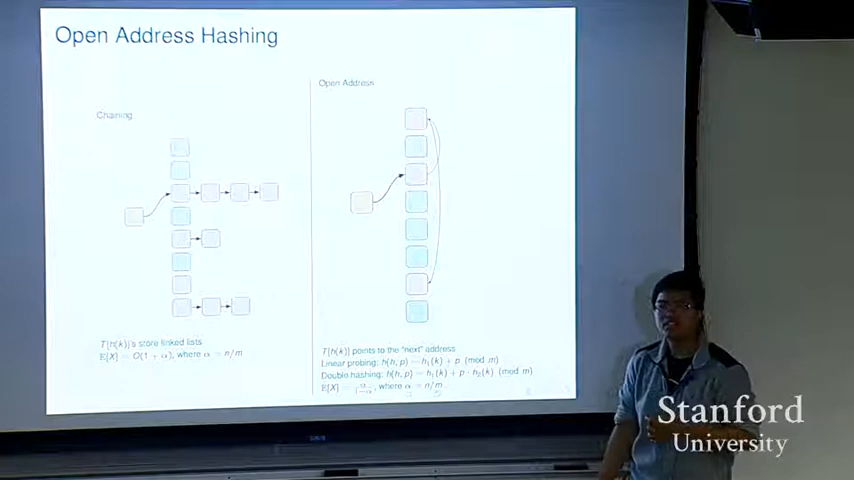 Open Address Hashing
Chaining
T[h(k)]'s store linked lists
E[X] = O(1 + α), where α = n/m
Open Address
T[h(k)] points to the "next" address
Linear probing: h(h, p) = h₁(k) + p (mod m)
Double hashing: h(h, p) = h₁(k) + p · h₂(k) (mod m)
E[X] = where α = n/m
Stanford
University